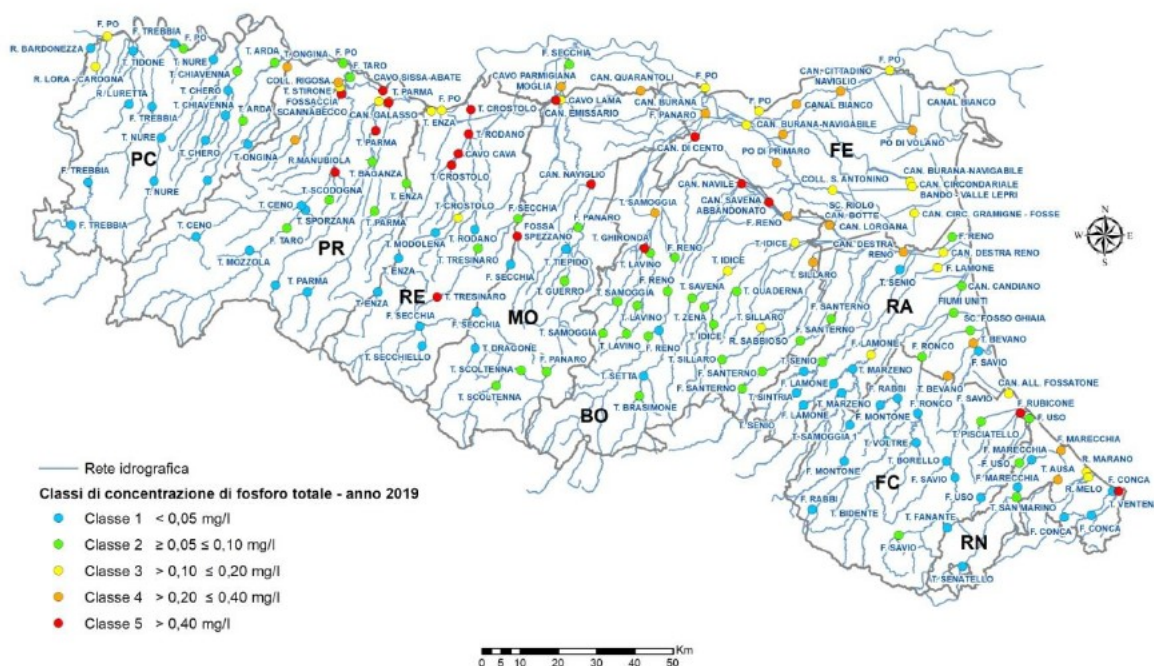 F. PO
F. TREBBIA
F. PO
R. BARDONEZZA
T. TIDONE
T. NURE
T. ARDA
T. ONGINA
F. PO
F. TARO
R. LORA - CAROGNA
T. CHIAVENNA
COLL. RIGOSA
CAVO SISSA-ABATE
T. STIRONE
T. PARMA
R. LURETTA
T. CHERO
FOSSACCIA
SCANNABECCO
F. TREBBIA
T. CHIAVENNA
T. ARDA
CAN. GALASSO
T. ENZA
F. PO
T. CROSTOLO
T. NURE
PC
T. CHERO
T. ONGINA
R. MANUBIOLA
T. PARMA
T. RODANO
CAVO CAVA
T. CROSTOLO
F. TREBBIA
T. NURE
T. SCODOGNA
T. BAGANZA
T. ENZA
F. TREBBIA
T. CENO
T. CENO
T. SPORZANA
T. PARMA
T. CROSTOLO
F. TARO
PR
T. MODOLENA
T. RODANO
T. MOZZOLA
T. TRESINARO
T. ENZA
T. PARMA
T. ENZA
RE
T. TRESINARO
F. SECCHIA
F. SECCHIA
T. SECCHIELLO
T. DRAGONE
T. SCOLTENNA
T. SCOLTENNA
F. PANARO
F. SECCHIA
CAVO PARMIGIANA
MOGLIA
CAN. QUARANTOLI
F. PO
CAVO LAMA
CAN. EMISSARIO
CAN. BURANA
F. PANARO
F. PO
CAN. CITTADINO
NAVIGLIO
F. PO
CANAL BIANCO
CANAL BIANCO
CAN. BURANA-NAVIGABILE
CAN. DI CENTO
PO DI PRIMARO
FE
PO DI VOLANO
CAN. NAVIGLIO
CAN. NAVILE
COLL. S. ANTONINO
CAN. BURANA-NAVIGABILE
CAN. CIRCONDARIALE
BANDO - VALLE LEPRI
CAN. SAVENA
ABBANDONATO
SC. RIOLO
CAN. BOTTE
CAN. LORGANA
CAN. CIRC. GRAMIGNE - FOSSE
F. SECCHIA
FOSSA
SPEZZANO
F. PANARO
T. SAMOGGIA
F. RENO
T. GHIRONDA
T. LAVINO
F. RENO
T. IDICE
CAN. DESTRA
RENO
F. RENO
CAN. DESTRA RENO
T. TIEPIDO
F. SECCHIA
T. IDICE
T. SILLARO
T. SENIO
F. LAMONE
T. GUERRO
F. RENO
T. SAVENA
T. QUADERNA
CAN. CANDIANO
MO
T. SAMOGGIA
T. LAVINO
T. ZENA
T. SILLARO
F. SANTERNO
RA
FIUMI UNITI
SC. FOSSO GHIAIA
T. SAMOGGIA
T. LAVINO
F. RENO
T. IDICE
R. SABBIOSO
F. SANTERNO
F. LAMONE
F. RONCO
T. BEVANO
F. SAVIO
T. SETTA
T. SILLARO
F. SANTERNO
F. SANTERNO
T. SENIO
T. MARZENO
T. BEVANO
F. SAVIO
CAN. ALL. FOSSATONE
T. BRASIMONE
BO
T. SINTRIA
F. LAMONE
F. RABBI
T. MARZENO
F. RONCO
F. RUBICONE
F. USO
T. SENIO
F. LAMONE
F. MONTONE
T. PISCIATELLO
T. SAMOGGIA 1
T. VOLTRE
F. MARECCHIA
F. MARECCHIA
F. MONTONE
T. BORELLO
F. USO
T. AUSA
R. MARANO
FC
F. SAVIO
F. MARECCHIA
R. MELO
F. CONCA
F. RABBI
F. USO
T. SAN MARINO
T. VENTENA
T. BIDENTE
T. FANANTE
F. CONCA
F. CONCA
F. SAVIO
RN
T. SENATELLO
N
W
E
S
Rete idrografica
Classi di concentrazione di fosforo totale - anno 2019
Classe 1 < 0,05 mg/l
Classe 2 ≥ 0,05 ≤ 0,10 mg/l
Classe 3 > 0,10 ≤ 0,20 mg/l
Classe 4 > 0,20 ≤ 0,40 mg/l
Classe 5 > 0,40 mg/l
Km
0 5 10 20 30 40 50